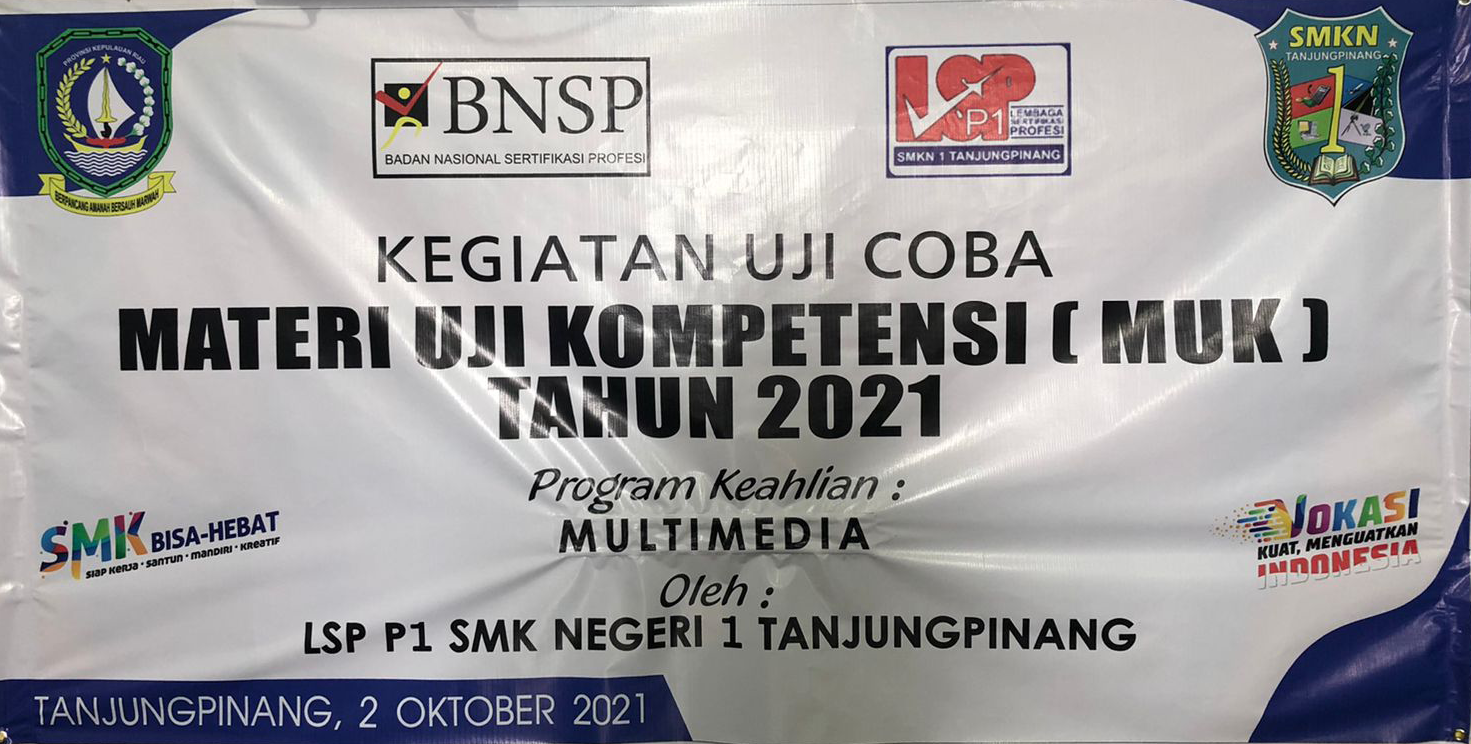 PROVINSI KEPULAUAN RIAU
BERPANCANG AMANAH BERSAUH MARWAH
BNSP
BADAN NASIONAL SERTIFIKASI PROFESI
LSP
P1
LEMBAGA
SERTIFIKASI
PROFESI
SMKN 1 TANJUNGPINANG
SMKN
TANJUNGPINANG
1
KEGIATAN UJI COBA
MATERI UJI KOMPETENSI ( MUK )
TAHUN 2021
Program Keahlian :
MULTIMEDIA
SMK BISA-HEBAT
SIAP KERJA • SANTUN • MANDIRI • KREATIF
VOKASI
KUAT, MENGUATKAN
INDONESIA
Oleh :
LSP P1 SMK NEGERI 1 TANJUNGPINANG
TANJUNGPINANG, 2 OKTOBER 2021